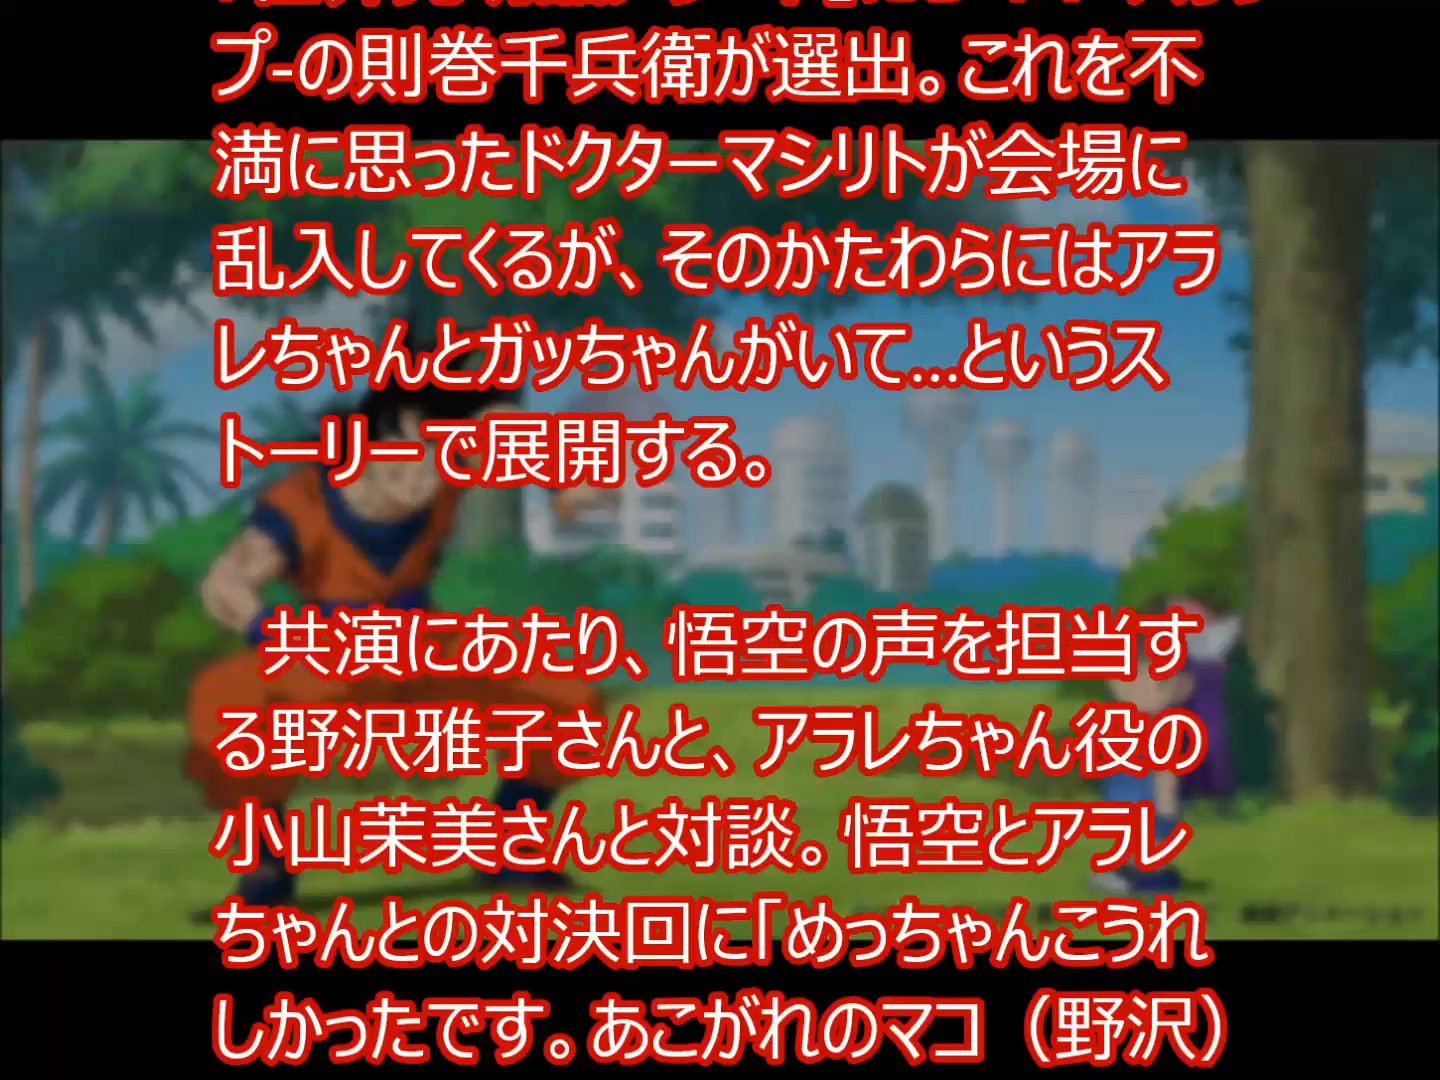 プ-の則巻千兵衛が選出。これを不
満に思ったドクターマシリトが会場に
乱入してくるが、そのかたわらにはアラ
レちゃんとガッちゃんがいて...というス
トーリーで展開する。
共演にあたり、悟空の声を担当す
る野沢雅子さんと、アラレちゃん役の
小山茉美さんと対談。悟空とアラレ
ちゃんとの対決回に「めっちゃんこうれ
しかったです。あこがれのマコ（野沢）